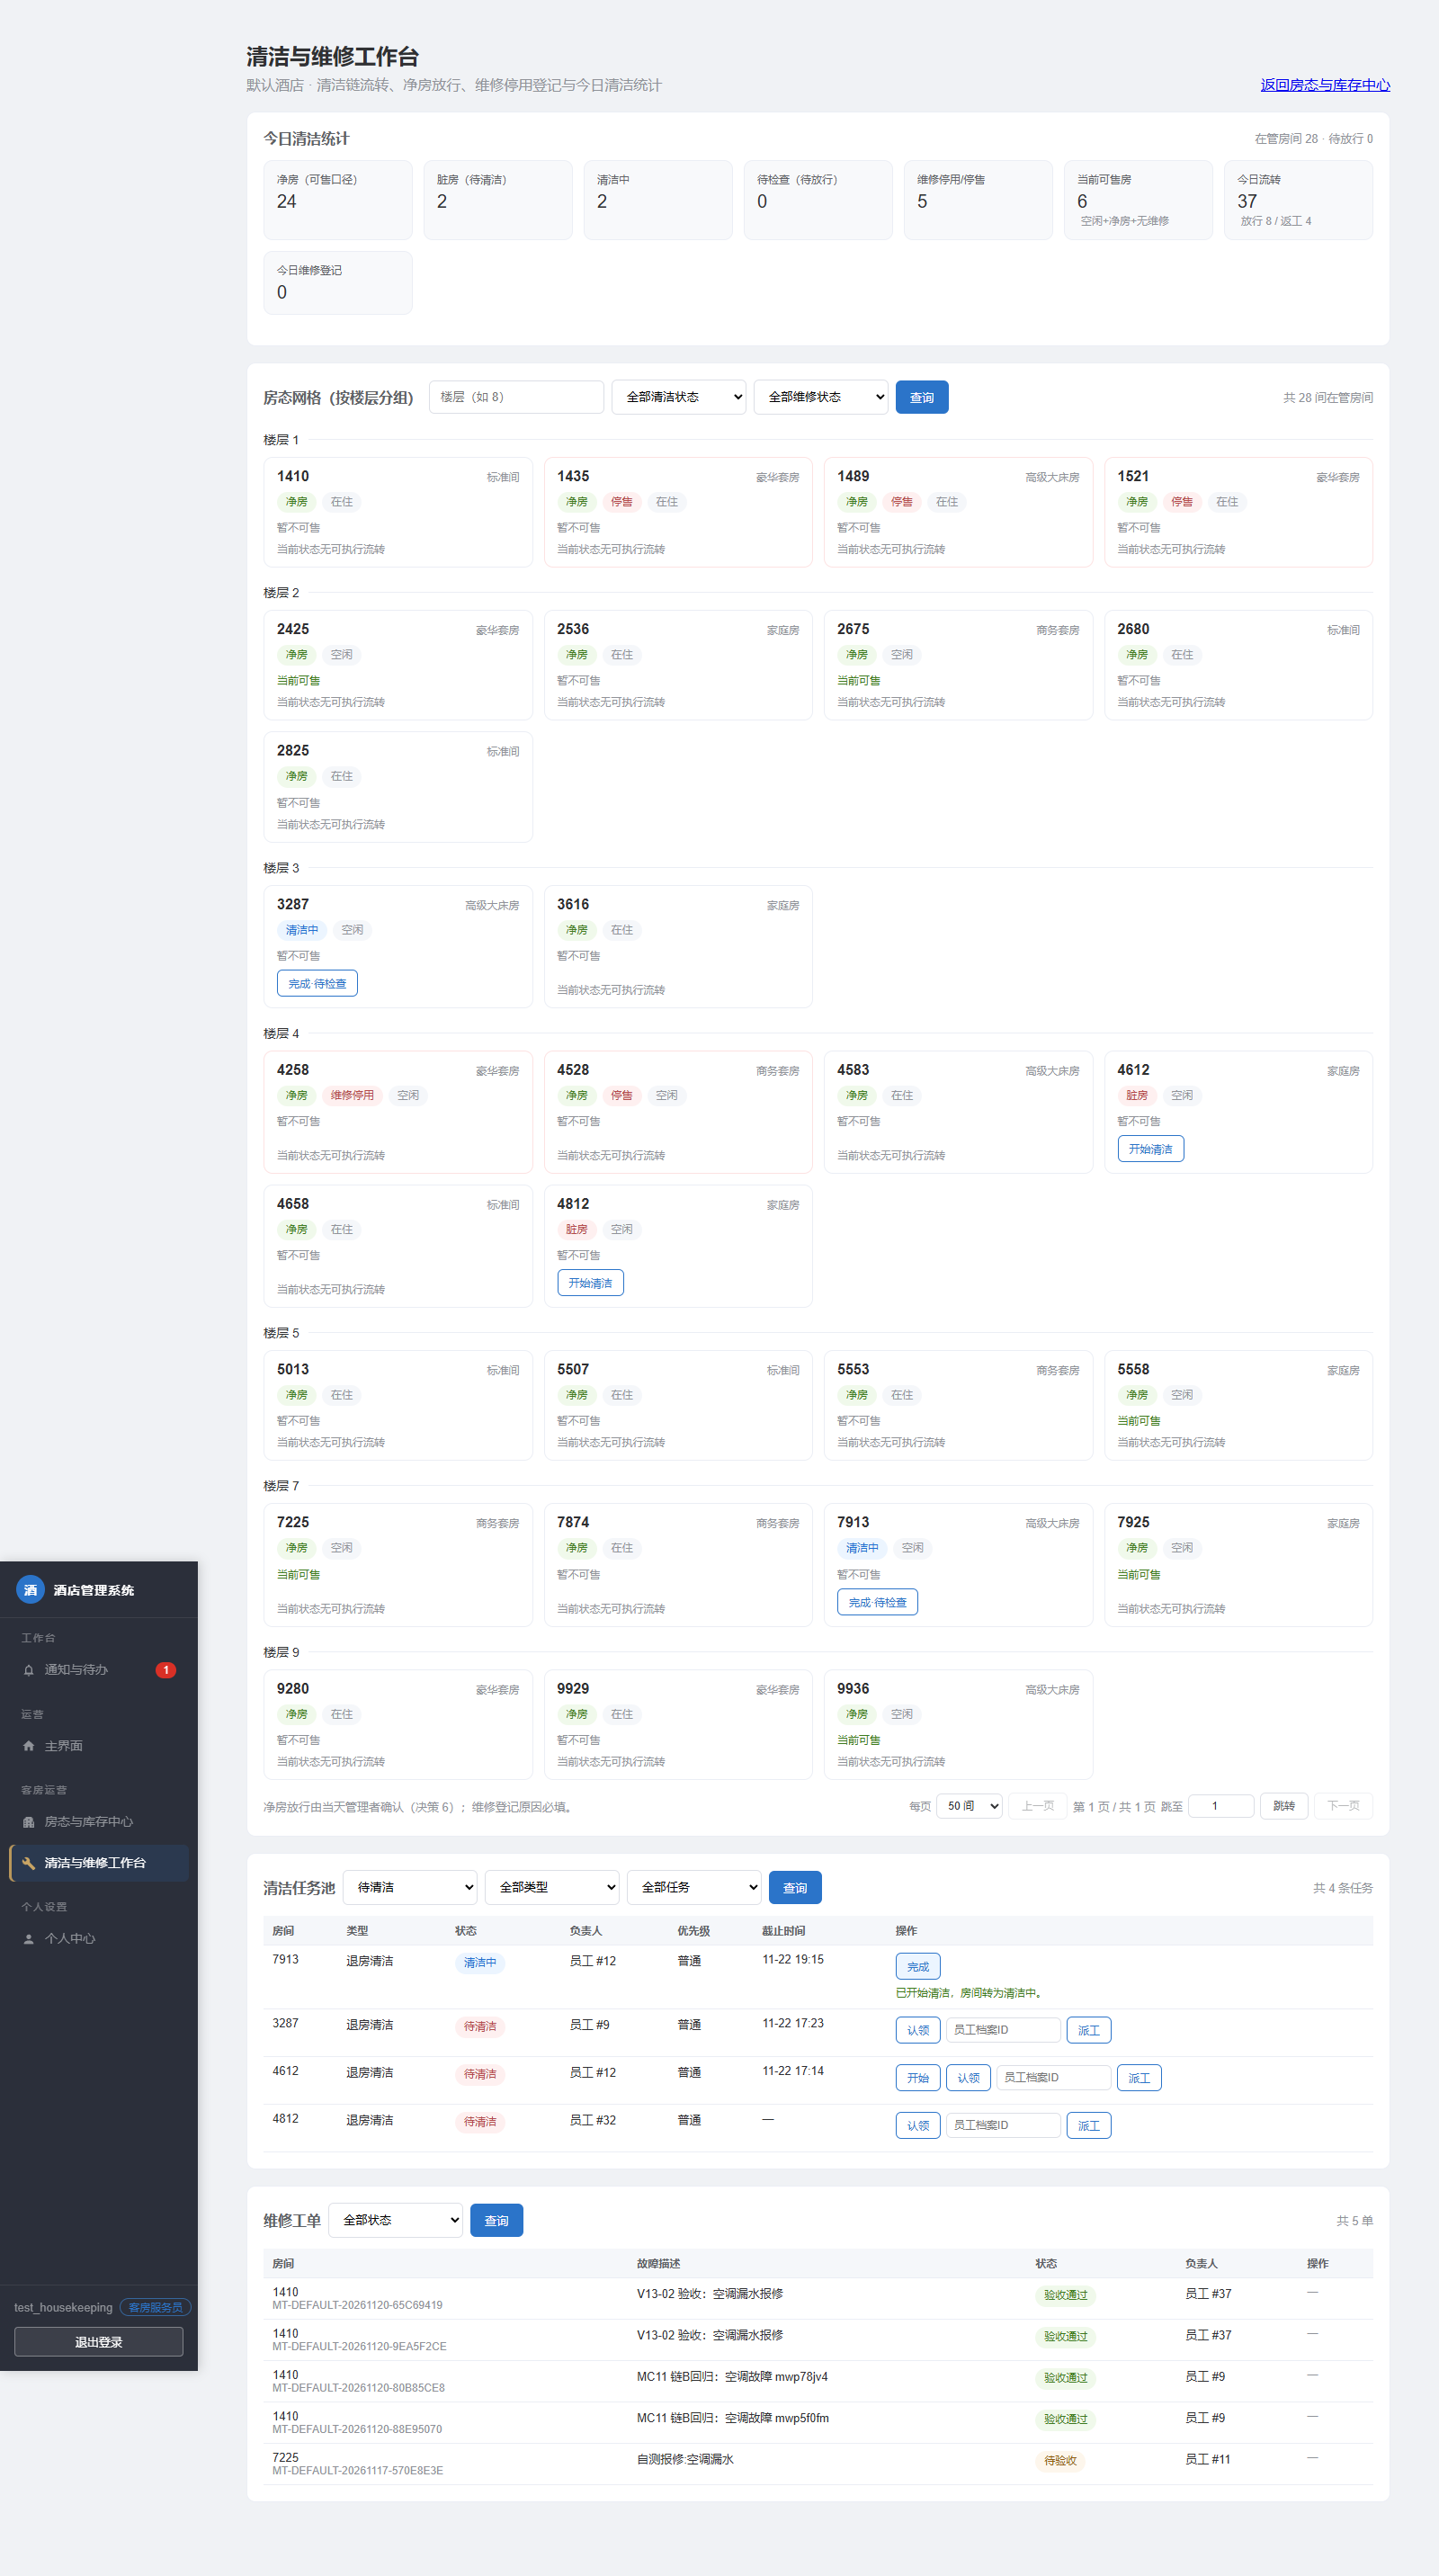 清洁与维修工作台
默认酒店 · 清洁链流转、净房放行、维修停用登记与今日清洁统计
返回房态与库存中心
今日清洁统计
在管房间 28 · 待放行 0
净房（可售口径）
24
脏房（待清洁）
2
清洁中
2
待检查（待放行）
0
维修停用/停售
5
当前可售房
6
空闲+净房+无维修
今日流转
37
放行 8 / 返工 4
今日维修登记
0
房态网格（按楼层分组）
楼层（如 8）
全部清洁状态
全部维修状态
查询
共 28 间在管房间
楼层 1
1410 标准间
净房 在住
暂不可售
当前状态无可执行流转
1435 豪华套房
净房 停售 在住
暂不可售
当前状态无可执行流转
1489 高级大床房
净房 停售 在住
暂不可售
当前状态无可执行流转
1521 豪华套房
净房 停售 在住
暂不可售
当前状态无可执行流转
楼层 2
2425 豪华套房
净房 空闲
当前可售
当前状态无可执行流转
2536 家庭房
净房 在住
暂不可售
当前状态无可执行流转
2675 商务套房
净房 空闲
当前可售
当前状态无可执行流转
2680 标准间
净房 在住
暂不可售
当前状态无可执行流转
2825 标准间
净房 在住
暂不可售
当前状态无可执行流转
楼层 3
3287 高级大床房
清洁中 空闲
暂不可售
完成·待检查
3616 家庭房
净房 在住
暂不可售
当前状态无可执行流转
楼层 4
4258 豪华套房
净房 维修停用 空闲
暂不可售
当前状态无可执行流转
4528 商务套房
净房 停售 空闲
暂不可售
当前状态无可执行流转
4583 高级大床房
净房 在住
暂不可售
当前状态无可执行流转
4612 家庭房
脏房 空闲
暂不可售
开始清洁
4658 标准间
净房 在住
暂不可售
当前状态无可执行流转
4812 家庭房
脏房 空闲
暂不可售
开始清洁
楼层 5
5013 标准间
净房 在住
暂不可售
当前状态无可执行流转
5507 标准间
净房 在住
暂不可售
当前状态无可执行流转
5553 商务套房
净房 在住
暂不可售
当前状态无可执行流转
5558 家庭房
净房 空闲
当前可售
当前状态无可执行流转
楼层 7
7225 商务套房
净房 空闲
当前可售
当前状态无可执行流转
7874 商务套房
净房 在住
暂不可售
当前状态无可执行流转
7913 高级大床房
清洁中 空闲
暂不可售
完成·待检查
7925 家庭房
净房 空闲
当前可售
当前状态无可执行流转
楼层 9
9280 豪华套房
净房 在住
暂不可售
当前状态无可执行流转
9929 豪华套房
净房 在住
暂不可售
当前状态无可执行流转
9936 高级大床房
净房 空闲
当前可售
当前状态无可执行流转
净房放行由当天管理者确认（决策 6）；维修登记原因必填。
每页 50 间 上一页 第 1 页 / 共 1 页 跳至 1 跳转 下一页
酒 酒店管理系统
工作台
通知与待办 1
运营
主界面
客房运营
房态与库存中心
清洁与维修工作台
个人设置
个人中心
test_housekeeping 客房服务员
退出登录
清洁任务池 待清洁 全部类型 全部任务 查询 共 4 条任务
房间 类型 状态 负责人 优先级 截止时间 操作
7913 退房清洁 清洁中 员工 #12 普通 11-22 19:15 完成
已开始清洁，房间转为清洁中。
3287 退房清洁 待清洁 员工 #9 普通 11-22 17:23 认领 员工档案ID 派工
4612 退房清洁 待清洁 员工 #12 普通 11-22 17:14 开始 认领 员工档案ID 派工
4812 退房清洁 待清洁 员工 #32 普通 — 认领 员工档案ID 派工
维修工单 全部状态 查询 共 5 单
房间 故障描述 状态 负责人 操作
1410 V13-02 验收：空调漏水报修 验收通过 员工 #37 —
MT-DEFAULT-20261120-65C69419
1410 V13-02 验收：空调漏水报修 验收通过 员工 #37 —
MT-DEFAULT-20261120-9EA5F2CE
1410 MC11 链B回归：空调故障 mwp78jv4 验收通过 员工 #9 —
MT-DEFAULT-20261120-80B85CE8
1410 MC11 链B回归：空调故障 mwp5f0fm 验收通过 员工 #9 —
MT-DEFAULT-20261120-88E95070
7225 自测报修:空调漏水 待验收 员工 #11 —
MT-DEFAULT-20261117-570E8E3E